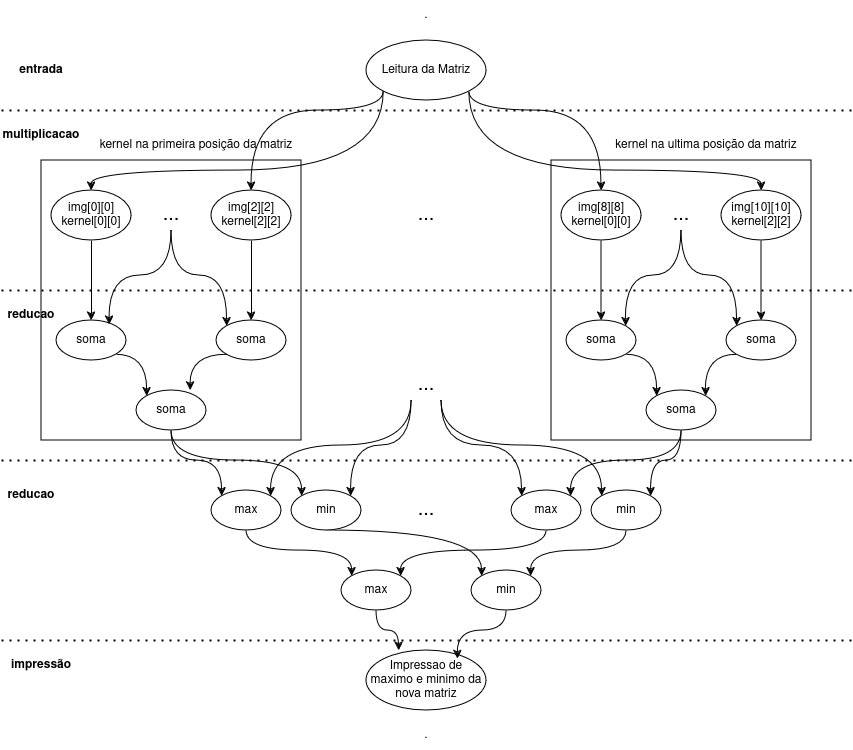 entrada
Leitura da Matriz
multiplicacao
kernel na primeira posição da matriz
kernel na ultima posição da matriz
img[0][0]
kernel[0][0]
...
img[2][2]
kernel[2][2]
...
img[8][8]
kernel[0][0]
...
img[10][10]
kernel[2][2]
reducao
soma
soma
soma
soma
...
soma
soma
reducao
max
min
...
max
min
max
min
impressão
Impressao de
maximo e minimo da
nova matriz